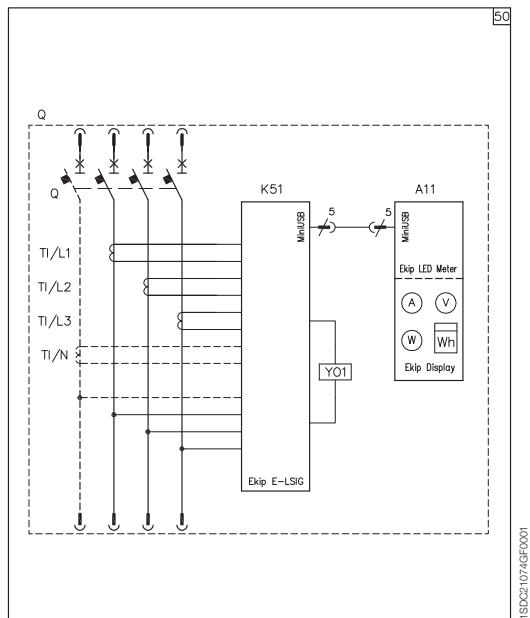 50
Q
Q
K51
A11
MiniUSB
5
5
MiniUSB
TI/L1
Ekip LED Meter
TI/L2
A
V
TI/L3
W
Wh
TI/N
YO1
Ekip Display
Ekip E-LSIG
1SDC21074GF0001